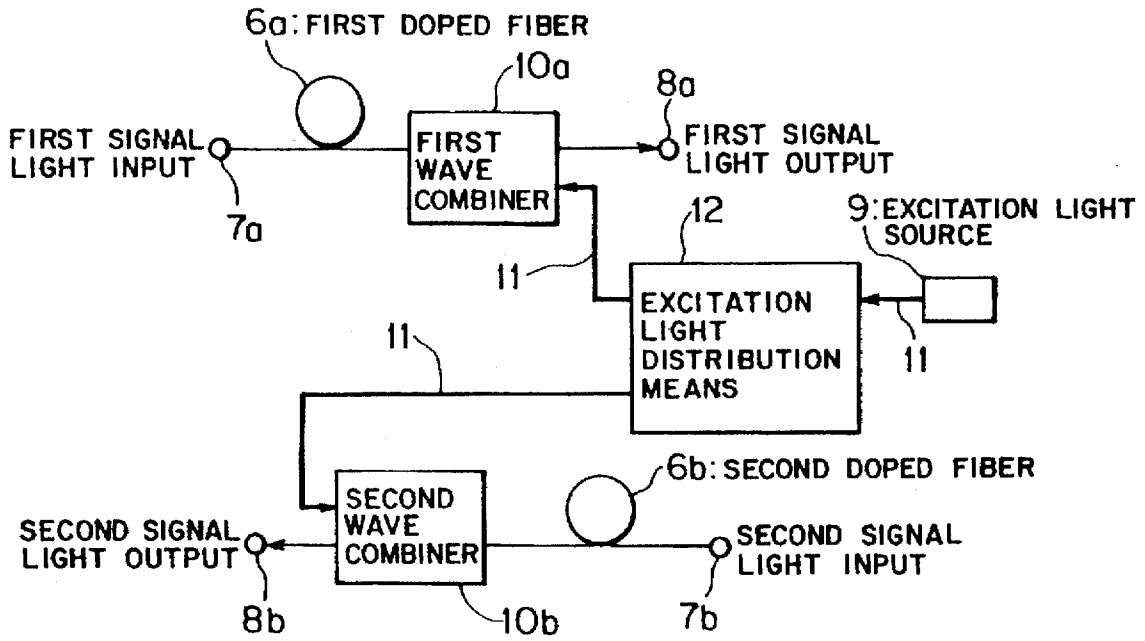 6a: FIRST DOPED FIBER
10a
8a
FIRST SIGNAL
LIGHT INPUT
7a
FIRST
WAVE
COMBINER
FIRST SIGNAL
LIGHT OUTPUT
12
9: EXCITATION LIGHT
SOURCE
11
EXCITATION
LIGHT
DISTRIBUTION
MEANS
11
11
6b: SECOND DOPED FIBER
SECOND SIGNAL
LIGHT OUTPUT
8b
SECOND
WAVE
COMBINER
10b
SECOND SIGNAL
LIGHT INPUT
7b